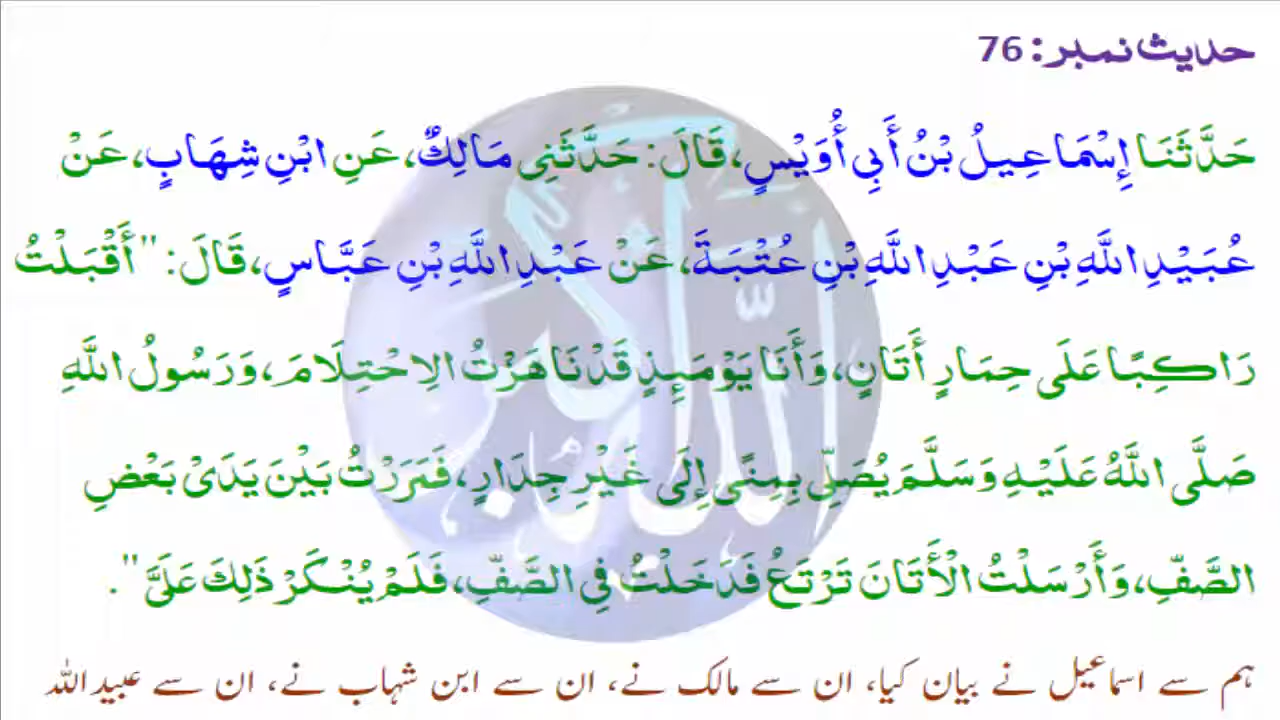 حدیث نمبر: 76
حَدَّثَنَا إِسْمَاعِيلُ بْنُ أَبِي أُوَيْسٍ، قَالَ: حَدَّثَنِي مَالِكٌ، عَنِ ابْنِ شِهَابٍ، عَنْ
عُبَيْدِ اللَّهِ بْنِ عَبْدِ اللَّهِ بْنِ عُتْبَةَ، عَنْ عَبْدِ اللَّهِ بْنِ عَبَّاسٍ، قَالَ: "أَقْبَلْتُ
رَاكِبًا عَلَى حِمَارٍ أَتَانٍ، وَأَنَا يَوْمَئِذٍ قَدْ نَاهَزْتُ الِاحْتِلَامَ، وَرَسُولُ اللَّهِ
صَلَّى اللَّهُ عَلَيْهِ وَسَلَّمَ يُصَلِّي بِمِنًى إِلَى غَيْرِ جِدَارٍ، فَمَرَرْتُ بَيْنَ يَدَيْ بَعْضِ
الصَّفِّ، وَأَرْسَلْتُ الْأَتَانَ تَرْتَعُ فَدَخَلْتُ فِي الصَّفِّ، فَلَمْ يُنْكَرْ ذَلِكَ عَلَيَّ".
ہم سے اسماعیل نے بیان کیا، ان سے مالک نے، ان سے ابن شہاب نے، ان سے عبیداللہ